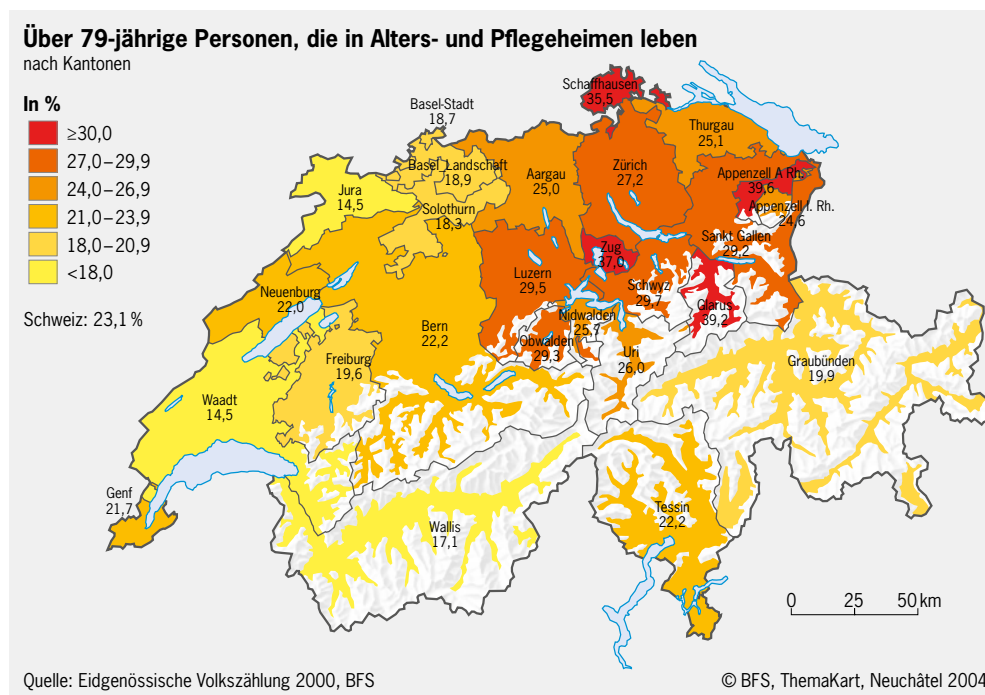 Über 79-jährige Personen, die in Alters- und Pflegeheimen leben
nach Kantonen
In %
≥30,0
27,0–29,9
24,0–26,9
21,0–23,9
18,0–20,9
<18,0
Schweiz: 23,1 %
Schaffhausen
35,5
Basel-Stadt
18,7
Thurgau
25,1
Basel_Landschaft
18,9
Aargau
25,0
Zürich
27,2
Appenzell A Rh.
39,6
Jura
14,5
Solothurn
18,3
Appenzell I. Rh.
24,6
Sankt Gallen
29,2
Zug
37,0
Luzern
29,5
Schwyz
29,7
Neuenburg
22,0
Glarus
39,2
Nidwalden
25,7
Bern
22,2
Obwalden
29,3
Uri
26,0
Freiburg
19,6
Graubünden
19,9
Waadt
14,5
Genf
21,7
Tessin
22,2
Wallis
17,1
0 25 50 km
Quelle: Eidgenössische Volkszählung 2000, BFS
© BFS, ThemaKart, Neuchâtel 2004